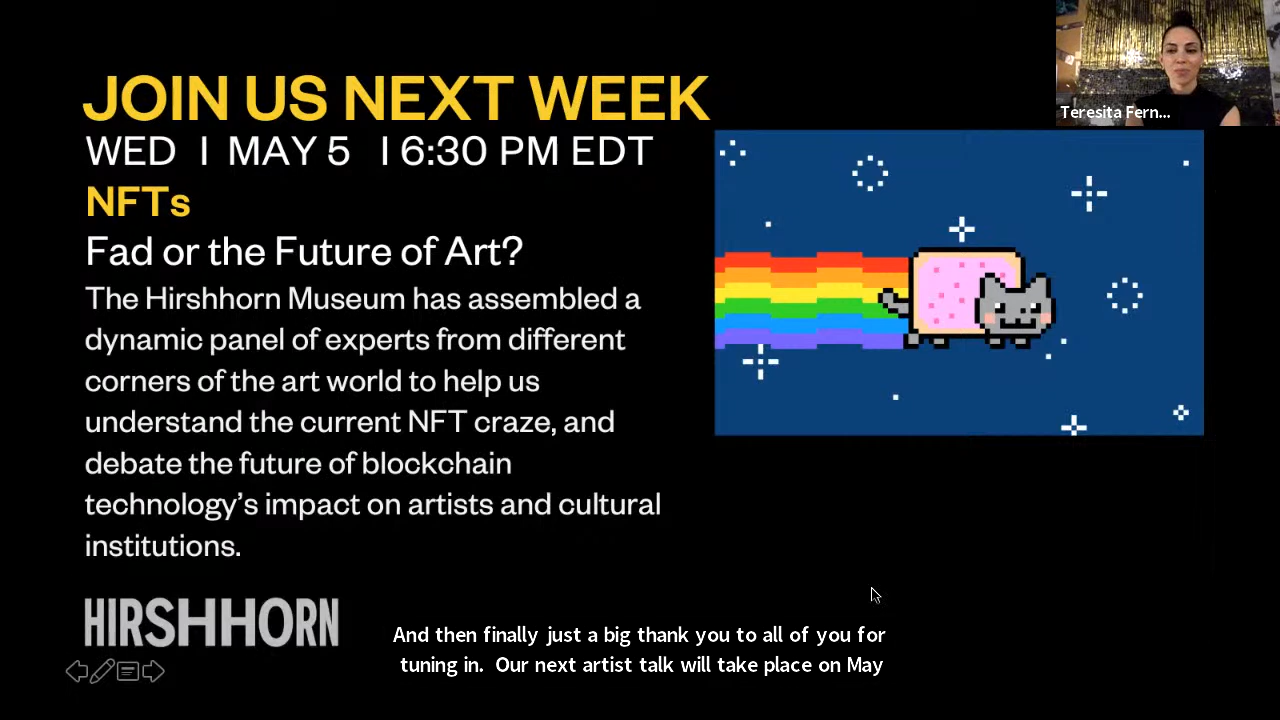 JOIN US NEXT WEEK
WED I MAY 5 I 6:30 PM EDT
NFTs
Fad or the Future of Art?
The Hirshhorn Museum has assembled a
dynamic panel of experts from different
corners of the art world to help us
understand the current NFT craze, and
debate the future of blockchain
technology's impact on artists and cultural
institutions.
Teresita Fern...
HIRSHHORN
And then finally just a big thank you to all of you for
tuning in. Our next artist talk will take place on May